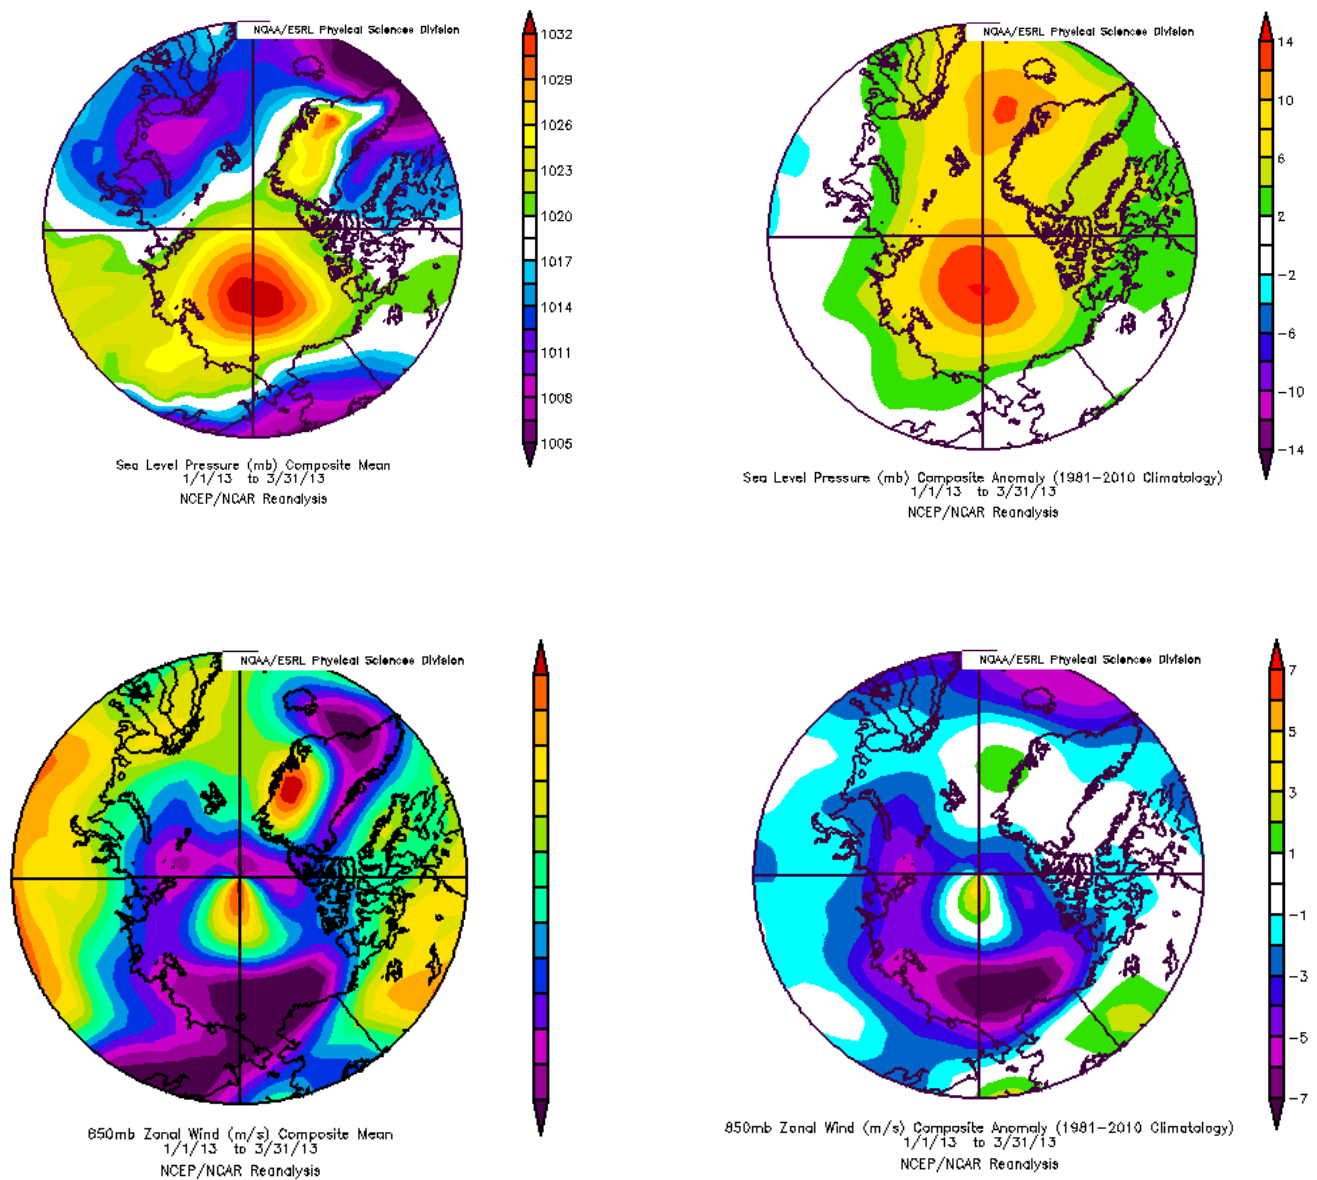 NOAA/ESRL Physical Sciences Division
1032
1029
1026
1023
1020
1017
1014
1011
1008
1005
Sea Level Pressure (mb) Composite Mean
1/1/13 to 3/31/13
NCEP/NCAR Reanalysis
NOAA/ESRL Physical Sciences Division
14
10
6
2
-2
-6
-10
-14
Sea Level Pressure (mb) Composite Anomaly (1981-2010 Climatology)
1/1/13 to 3/31/13
NCEP/NCAR Reanalysis
NOAA/ESRL Physical Sciences Division
850mb Zonal Wind (m/s) Composite Mean
1/1/13 to 3/31/13
NCEP/NCAR Reanalysis
NOAA/ESRL Physical Sciences Division
7
5
3
1
-1
-3
-5
-7
850mb Zonal Wind (m/s) Composite Anomaly (1981-2010 Climatology)
1/1/13 to 3/31/13
NCEP/NCAR Reanalysis